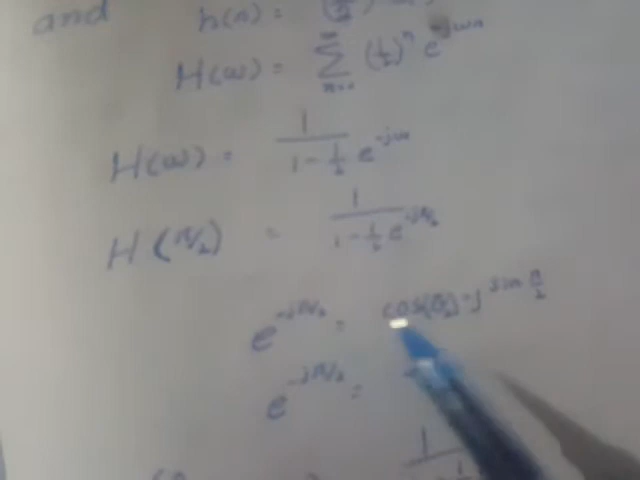 and h(n) =
H(ω) = ∑ n=0 ∞ (1/2)^n e^-jωn
H(ω) = 1 / (1 - 1/2 e^-jω)
H(π/2) = 1 / (1 - 1/2 e^-jπ/2)
e^-jπ/2 = cos(π/2) - j sin π/2
e^-jπ/2 =
1